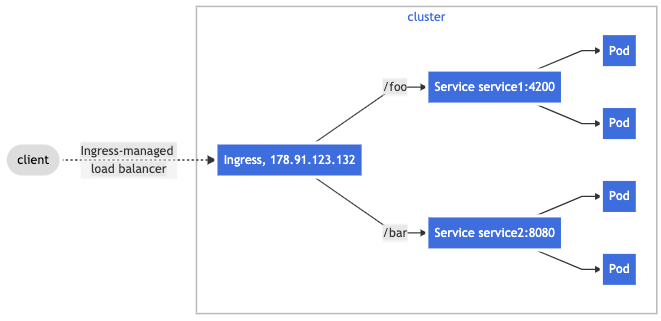 cluster
client
Ingress-managed
load balancer
Ingress, 178.91.123.132
/foo
Service service1:4200
Pod
Pod
/bar
Service service2:8080
Pod
Pod